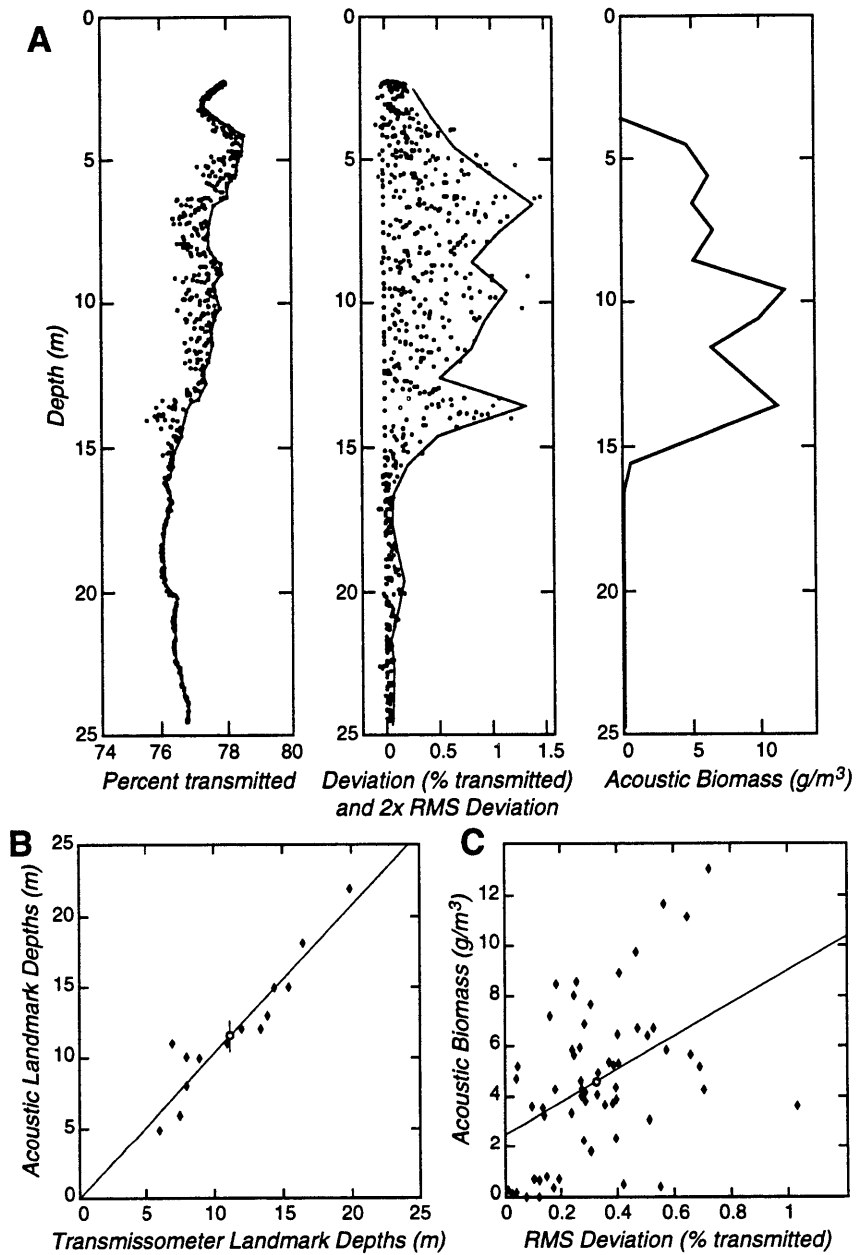 A
0
5
10
15
20
25
Depth (m)
74 76 78 80
Percent transmitted
0
5
10
15
20
25
0 0.5 1 1.5
Deviation (% transmitted)
and 2x RMS Deviation
0
5
10
15
20
25
0 5 10
Acoustic Biomass (g/m³)
B
25
20
15
10
5
0
Acoustic Landmark Depths (m)
0 5 10 15 20 25
Transmissometer Landmark Depths (m)
C
12
10
8
6
4
2
0
Acoustic Biomass (g/m³)
0 0.2 0.4 0.6 0.8 1
RMS Deviation (% transmitted)